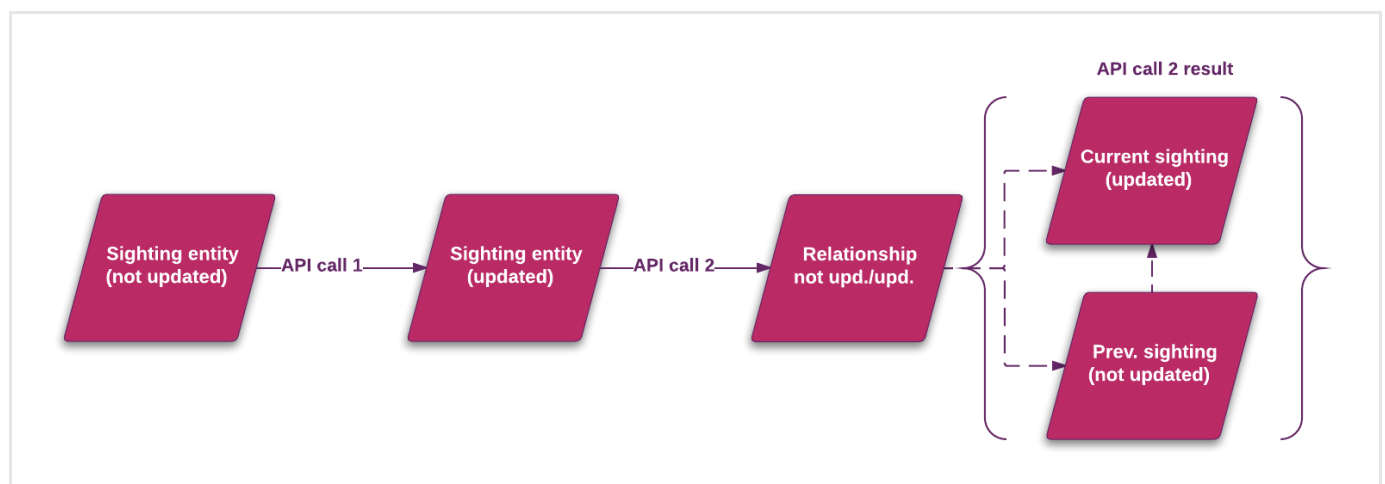 Sighting entity
(not updated)
API call 1
Sighting entity
(updated)
API call 2
Relationship
not upd./upd.
API call 2 result
Current sighting
(updated)
Prev. sighting
(not updated)